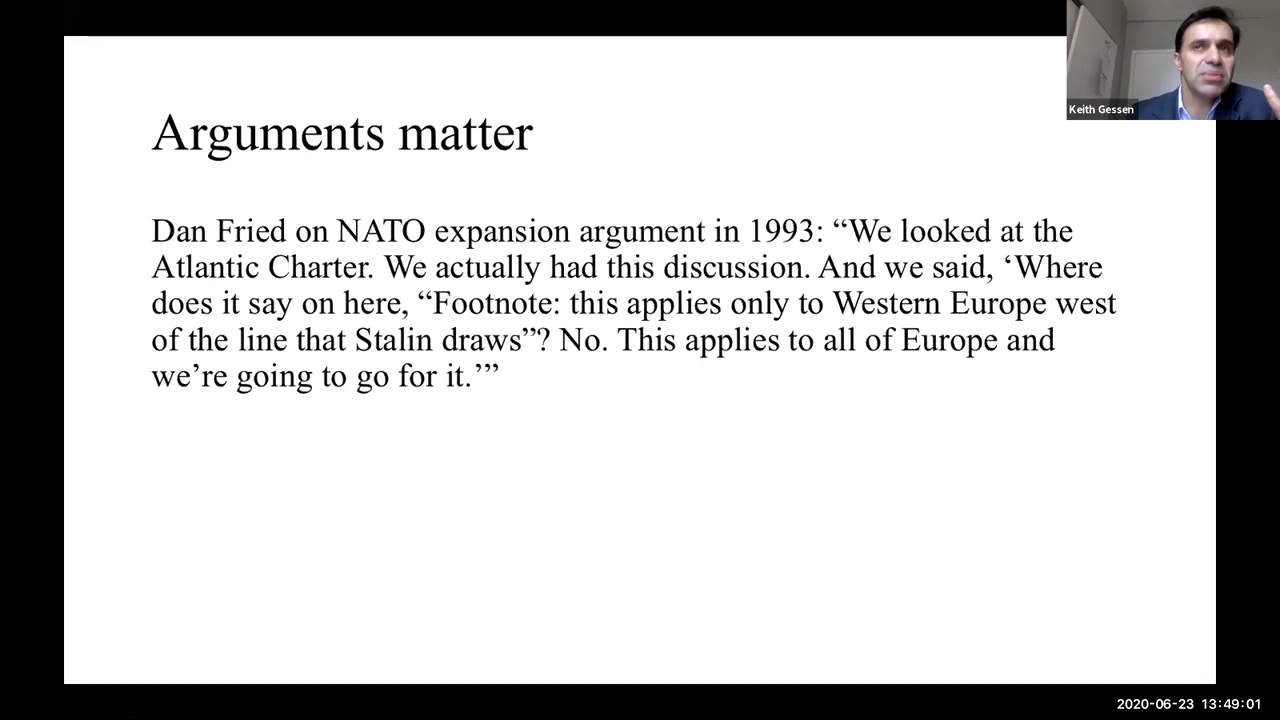 Keith Gessen
Arguments matter
Dan Fried on NATO expansion argument in 1993: “We looked at the
Atlantic Charter. We actually had this discussion. And we said, ‘Where
does it say on here, “Footnote: this applies only to Western Europe west
of the line that Stalin draws”? No. This applies to all of Europe and
we’re going to go for it.’”
2020-06-23 13:49:01